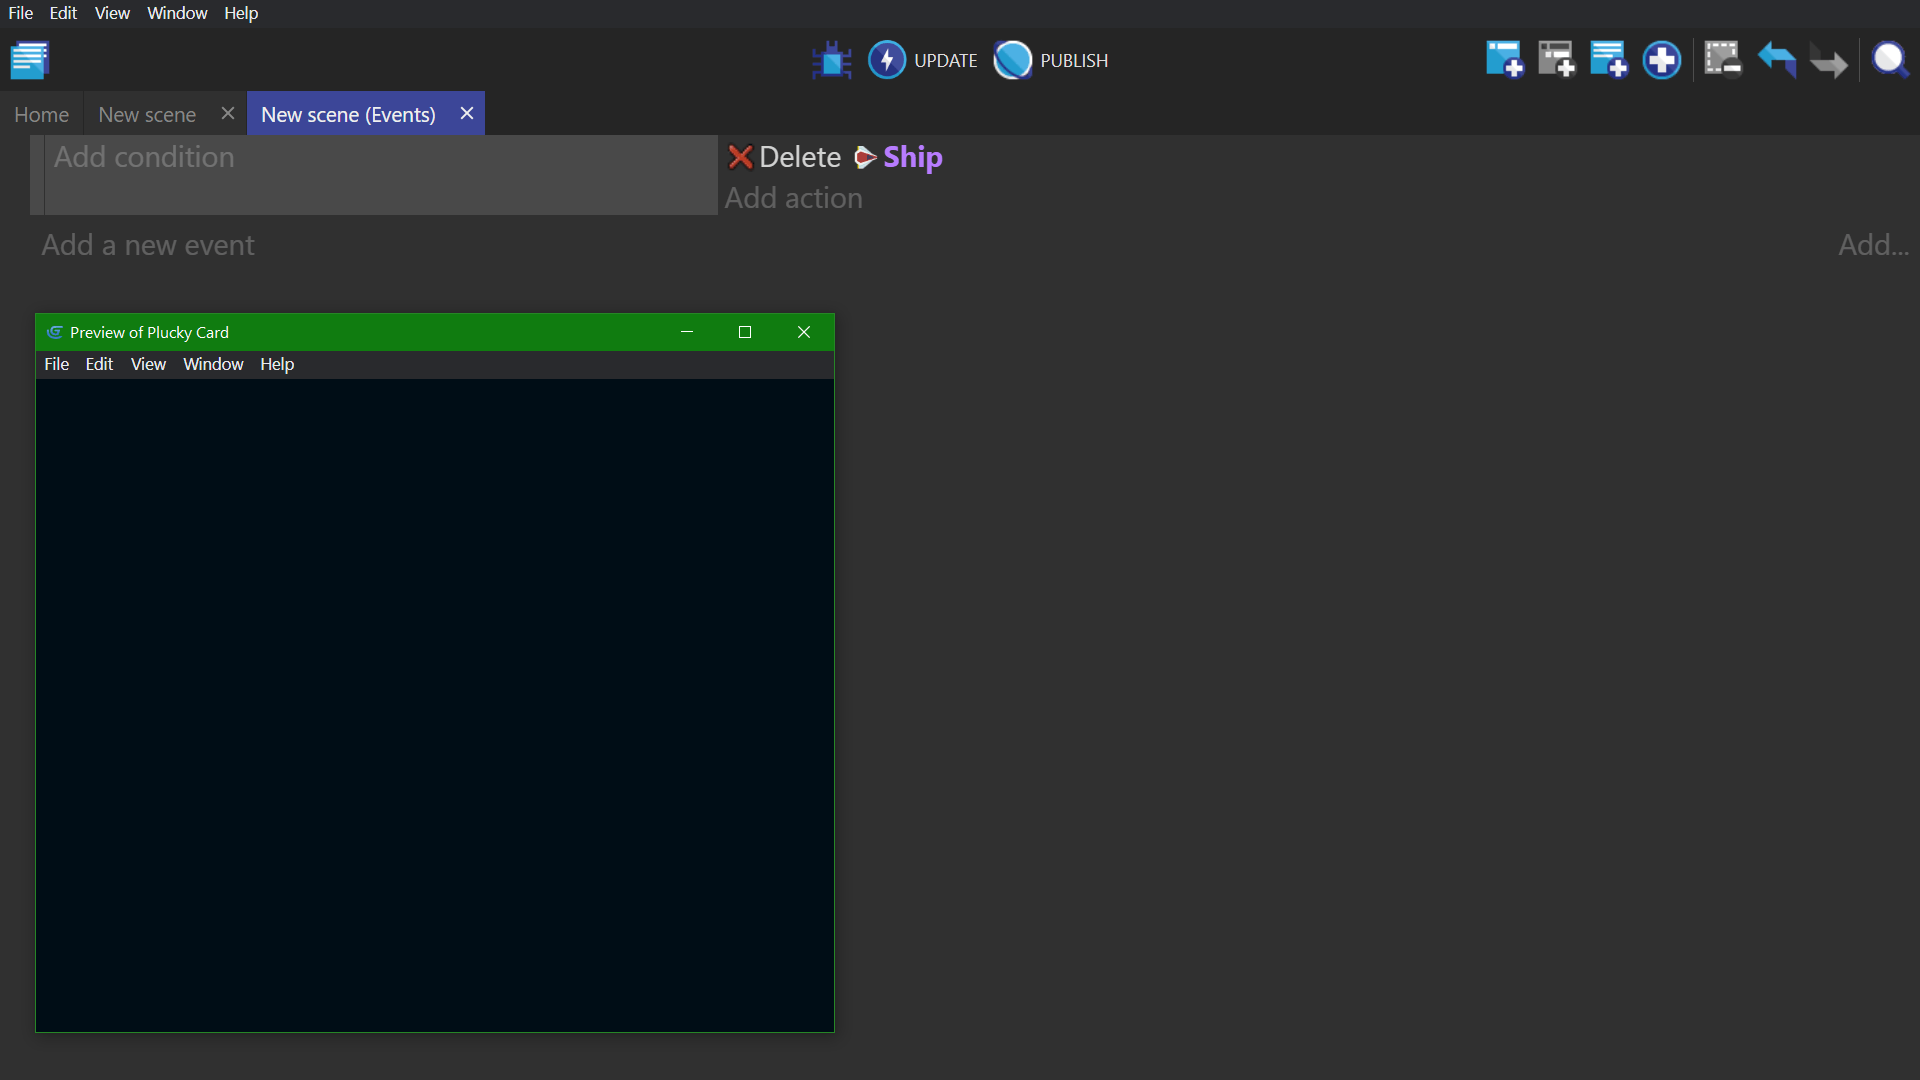 File Edit View Window Help
UPDATE PUBLISH
Home New scene New scene (Events)
Add condition Delete Ship
Add action
Add a new event Add...
Preview of Plucky Card
File Edit View Window Help